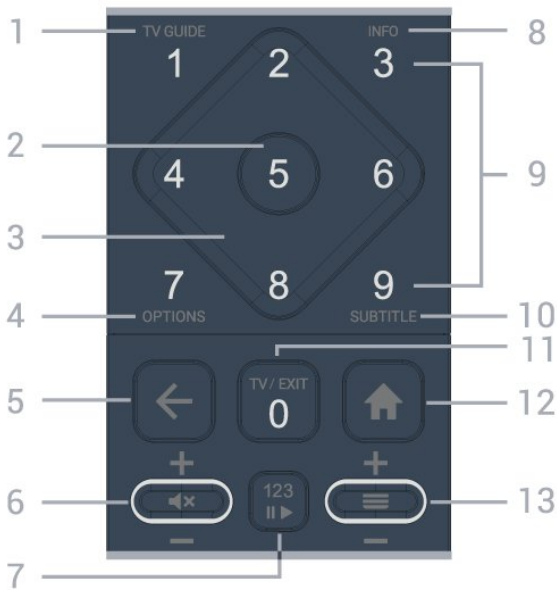 1 TV GUIDE INFO 8
1 2 3
2
4 5 6 9
3
7 8 9
4 OPTIONS SUBTITLE 10
11
TV / EXIT
5 0 12
+ +
6 13
123
- -
7